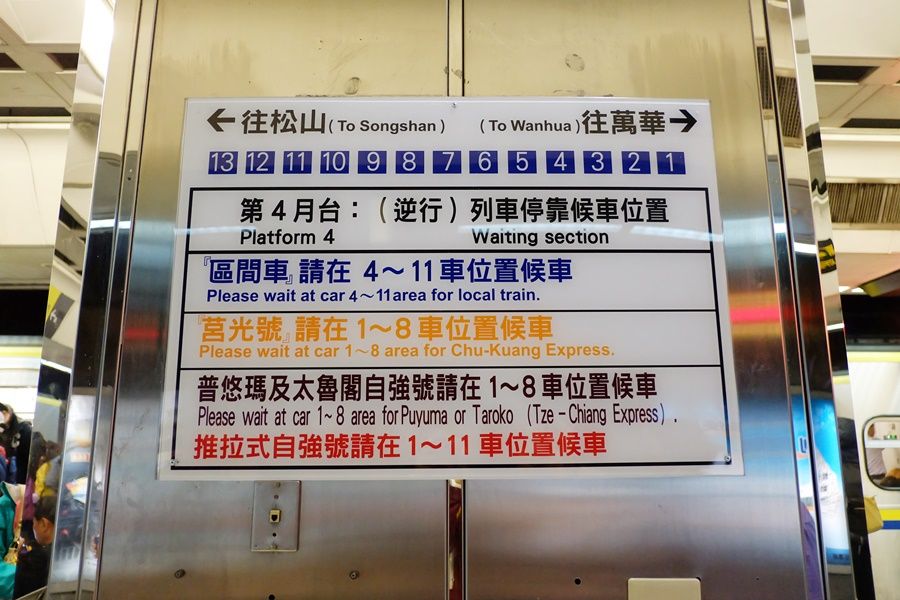 ←往松山(To Songshan) (To Wanhua)往萬華→
13 12 11 10 9 8 7 6 5 4 3 2 1
第4月台：（逆行）列車停靠候車位置
Platform 4 Waiting section
『區間車』請在 4～11車位置候車
Please wait at car 4～11area for local train.
『莒光號』請在 1～8車位置候車
Please wait at car 1～8 area for Chu-Kuang Express.
普悠瑪及太魯閣自強號請在 1～8車位置候車
Please wait at car 1~8 area for Puyuma or Taroko （Tze-Chiang Express）.
推拉式自強號請在 1～11 車位置候車